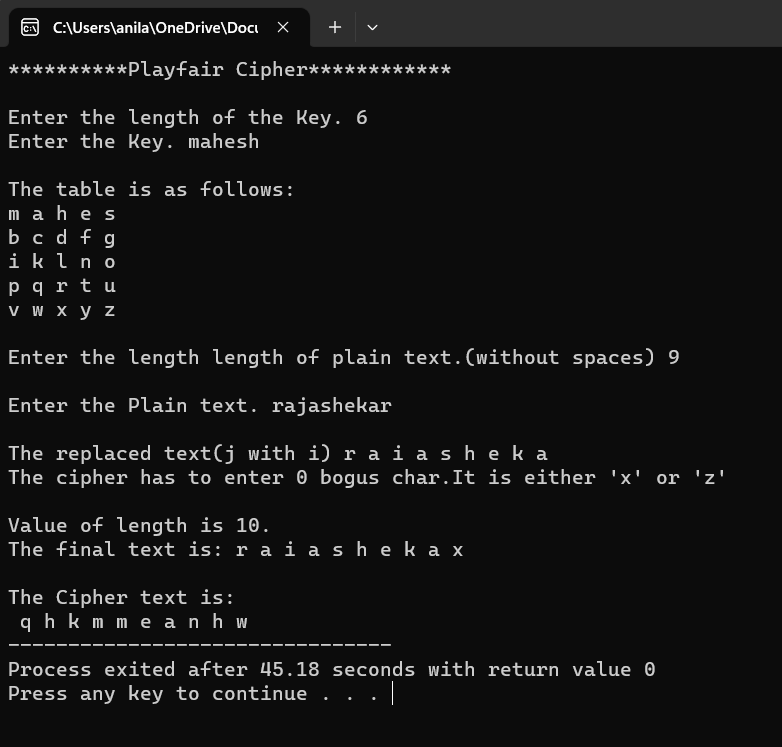 C:\Users\anila\OneDrive\Docu
**********Playfair Cipher************
Enter the length of the Key. 6
Enter the Key. mahesh
The table is as follows:
m a h e s
b c d f g
i k l n o
p q r t u
v w x y z
Enter the length length of plain text.(without spaces) 9
Enter the Plain text. rajashekar
The replaced text(j with i) r a i a s h e k a
The cipher has to enter 0 bogus char.It is either 'x' or 'z'
Value of length is 10.
The final text is: r a i a s h e k a x
The Cipher text is:
q h k m m e a n h w
--------------------------------
Process exited after 45.18 seconds with return value 0
Press any key to continue . . .